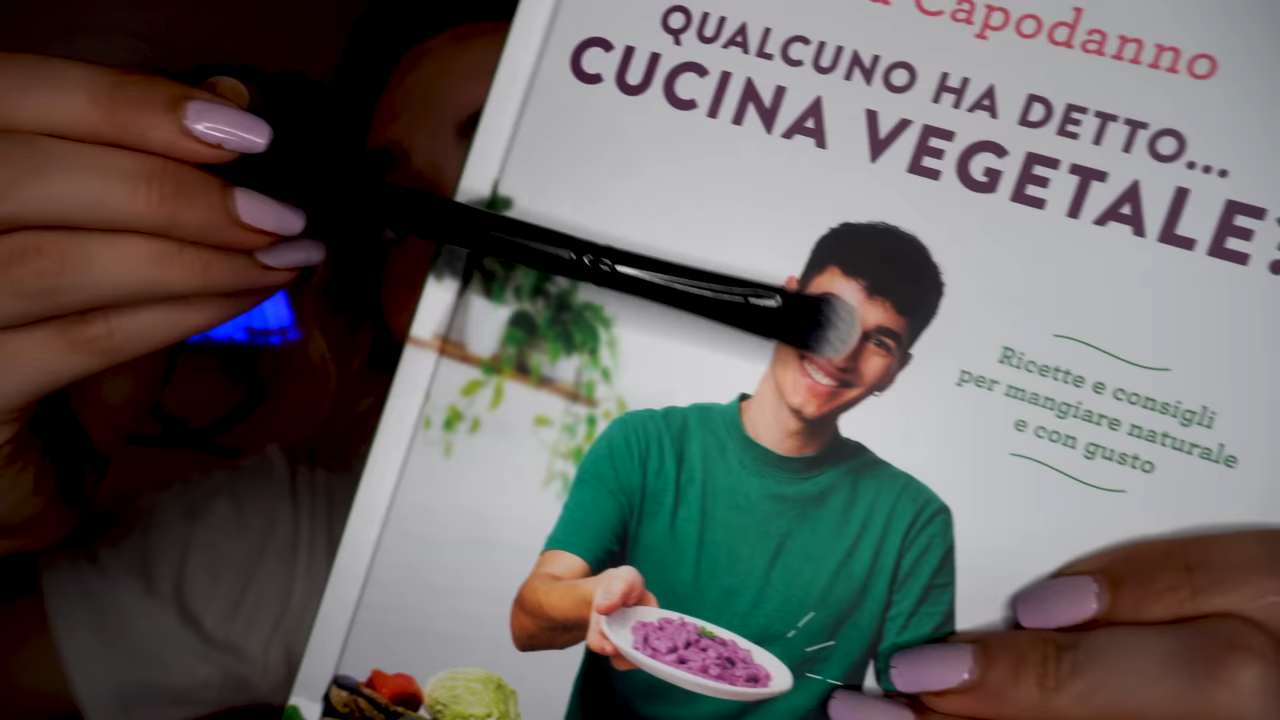 Capodanno
QUALCUNO HA DETTO...
CUCINA VEGETALE?
Ricette e consigli
per mangiare naturale
e con gusto